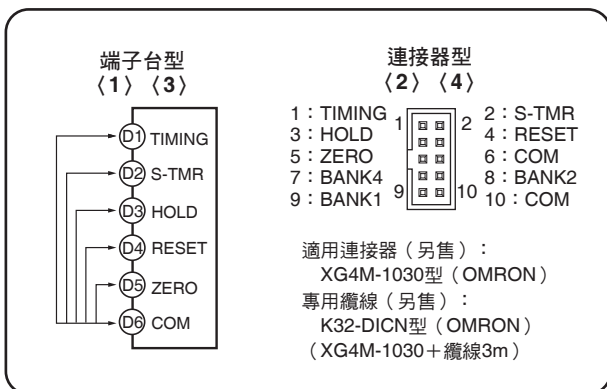 端子台型
〈1〉〈3〉
D1 TIMING
D2 S-TMR
D3 HOLD
D4 RESET
D5 ZERO
D6 COM
連接器型
〈2〉〈4〉
1：TIMING 1 2 2：S-TMR
3：HOLD 4：RESET
5：ZERO 6：COM
7：BANK4 8：BANK2
9：BANK1 9 10 10：COM
適用連接器（另售）：
XG4M-1030型（OMRON）
專用纜線（另售）：
K32-DICN型（OMRON）
（XG4M-1030＋纜線3m）